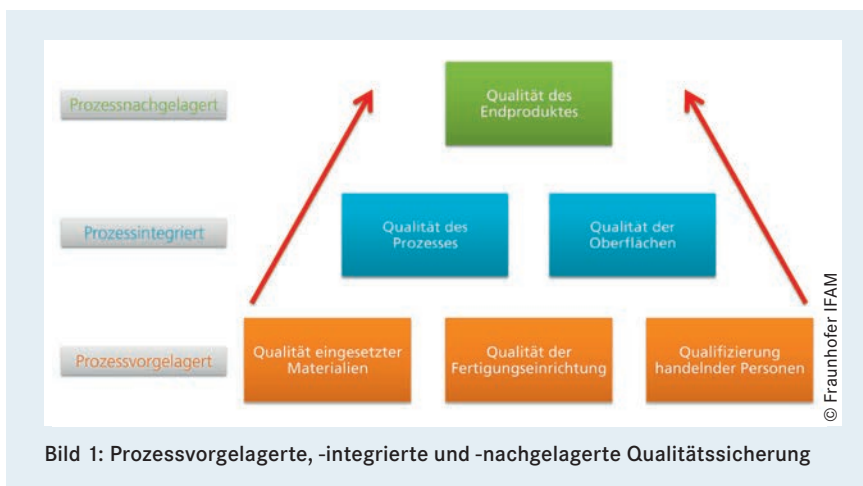 Prozessnachgelagert
Qualität des
Endproduktes
Prozessintegriert
Qualität des
Prozesses
Qualität der
Oberflächen
Prozessvorgelagert
Qualität eingesetzter
Materialien
Qualität der
Fertigungseinrichtung
Qualifizierung
handelnder Personen
© Fraunhofer IFAM
Bild 1: Prozessvorgelagerte, -integrierte und -nachgelagerte Qualitätssicherung